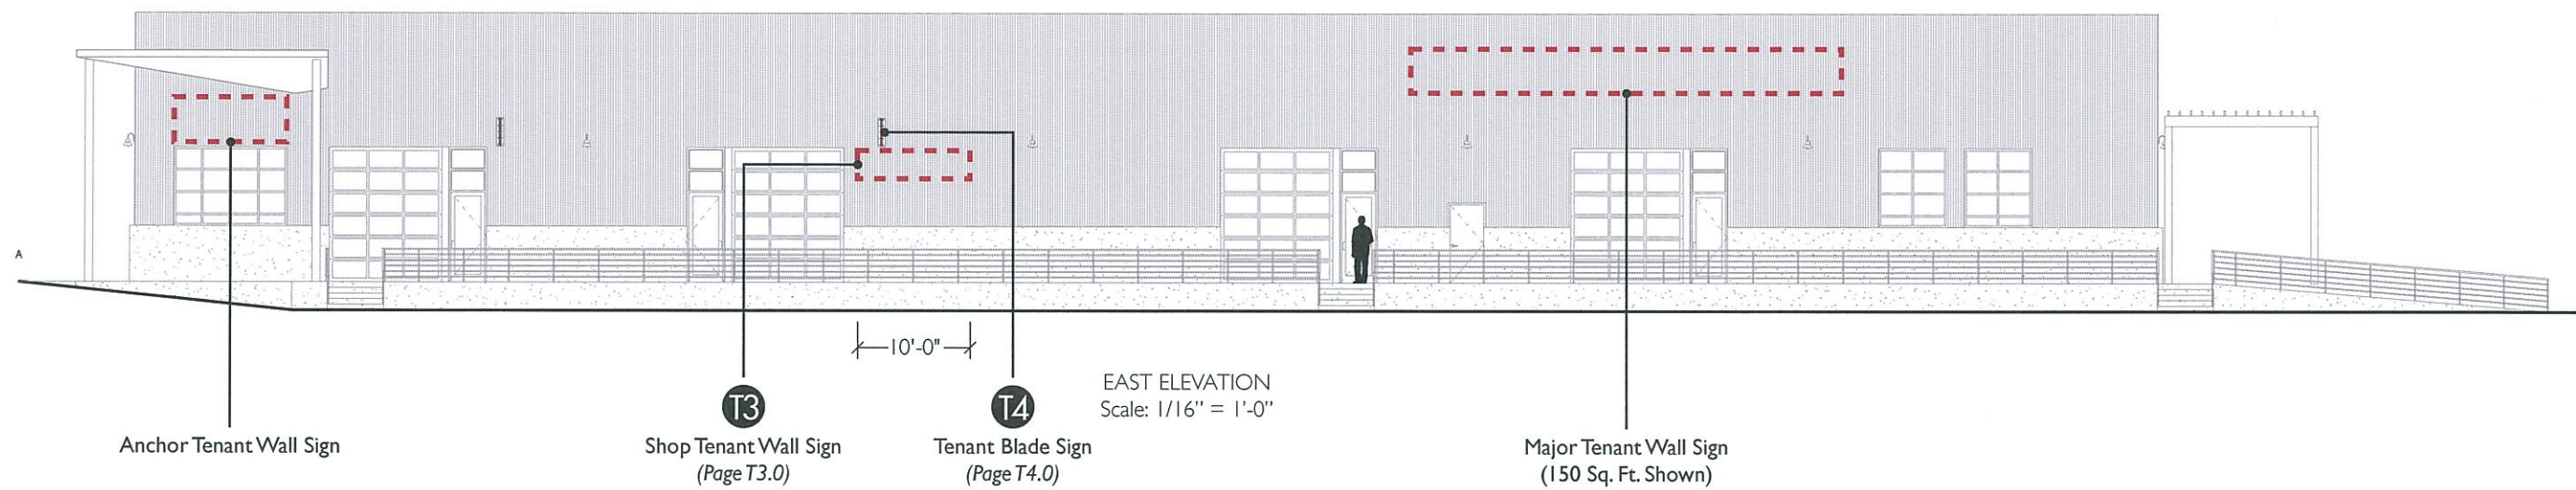 A
10'-0"
EAST ELEVATION
Scale: 1/16” = 1'-0”
T3
T4
Anchor Tenant Wall Sign
Shop Tenant Wall Sign
(Page T3.0)
Tenant Blade Sign
(Page T4.0)
Major Tenant Wall Sign
(150 Sq. Ft. Shown)